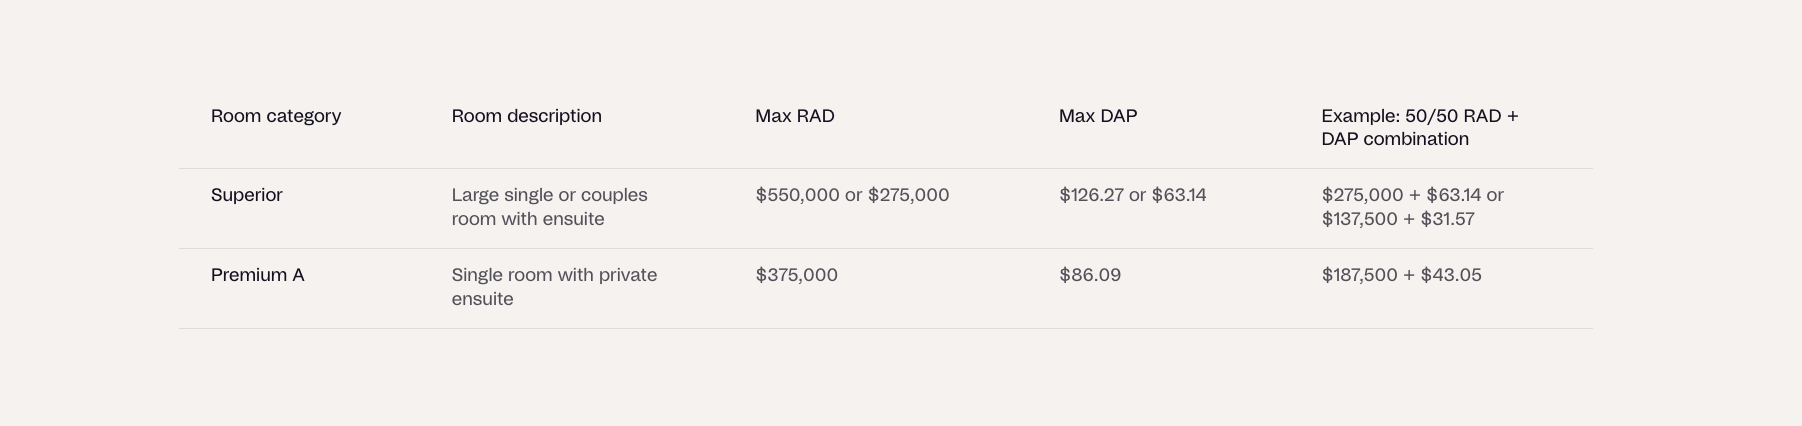 Room category
Room description
Max RAD
Max DAP
Example: 50/50 RAD +
DAP combination
Superior
Large single or couples
room with ensuite
$550,000 or $275,000
$126.27 or $63.14
$275,000 + $63.14 or
$137,500 + $31.57
Premium A
Single room with private
ensuite
$375,000
$86.09
$187,500 + $43.05